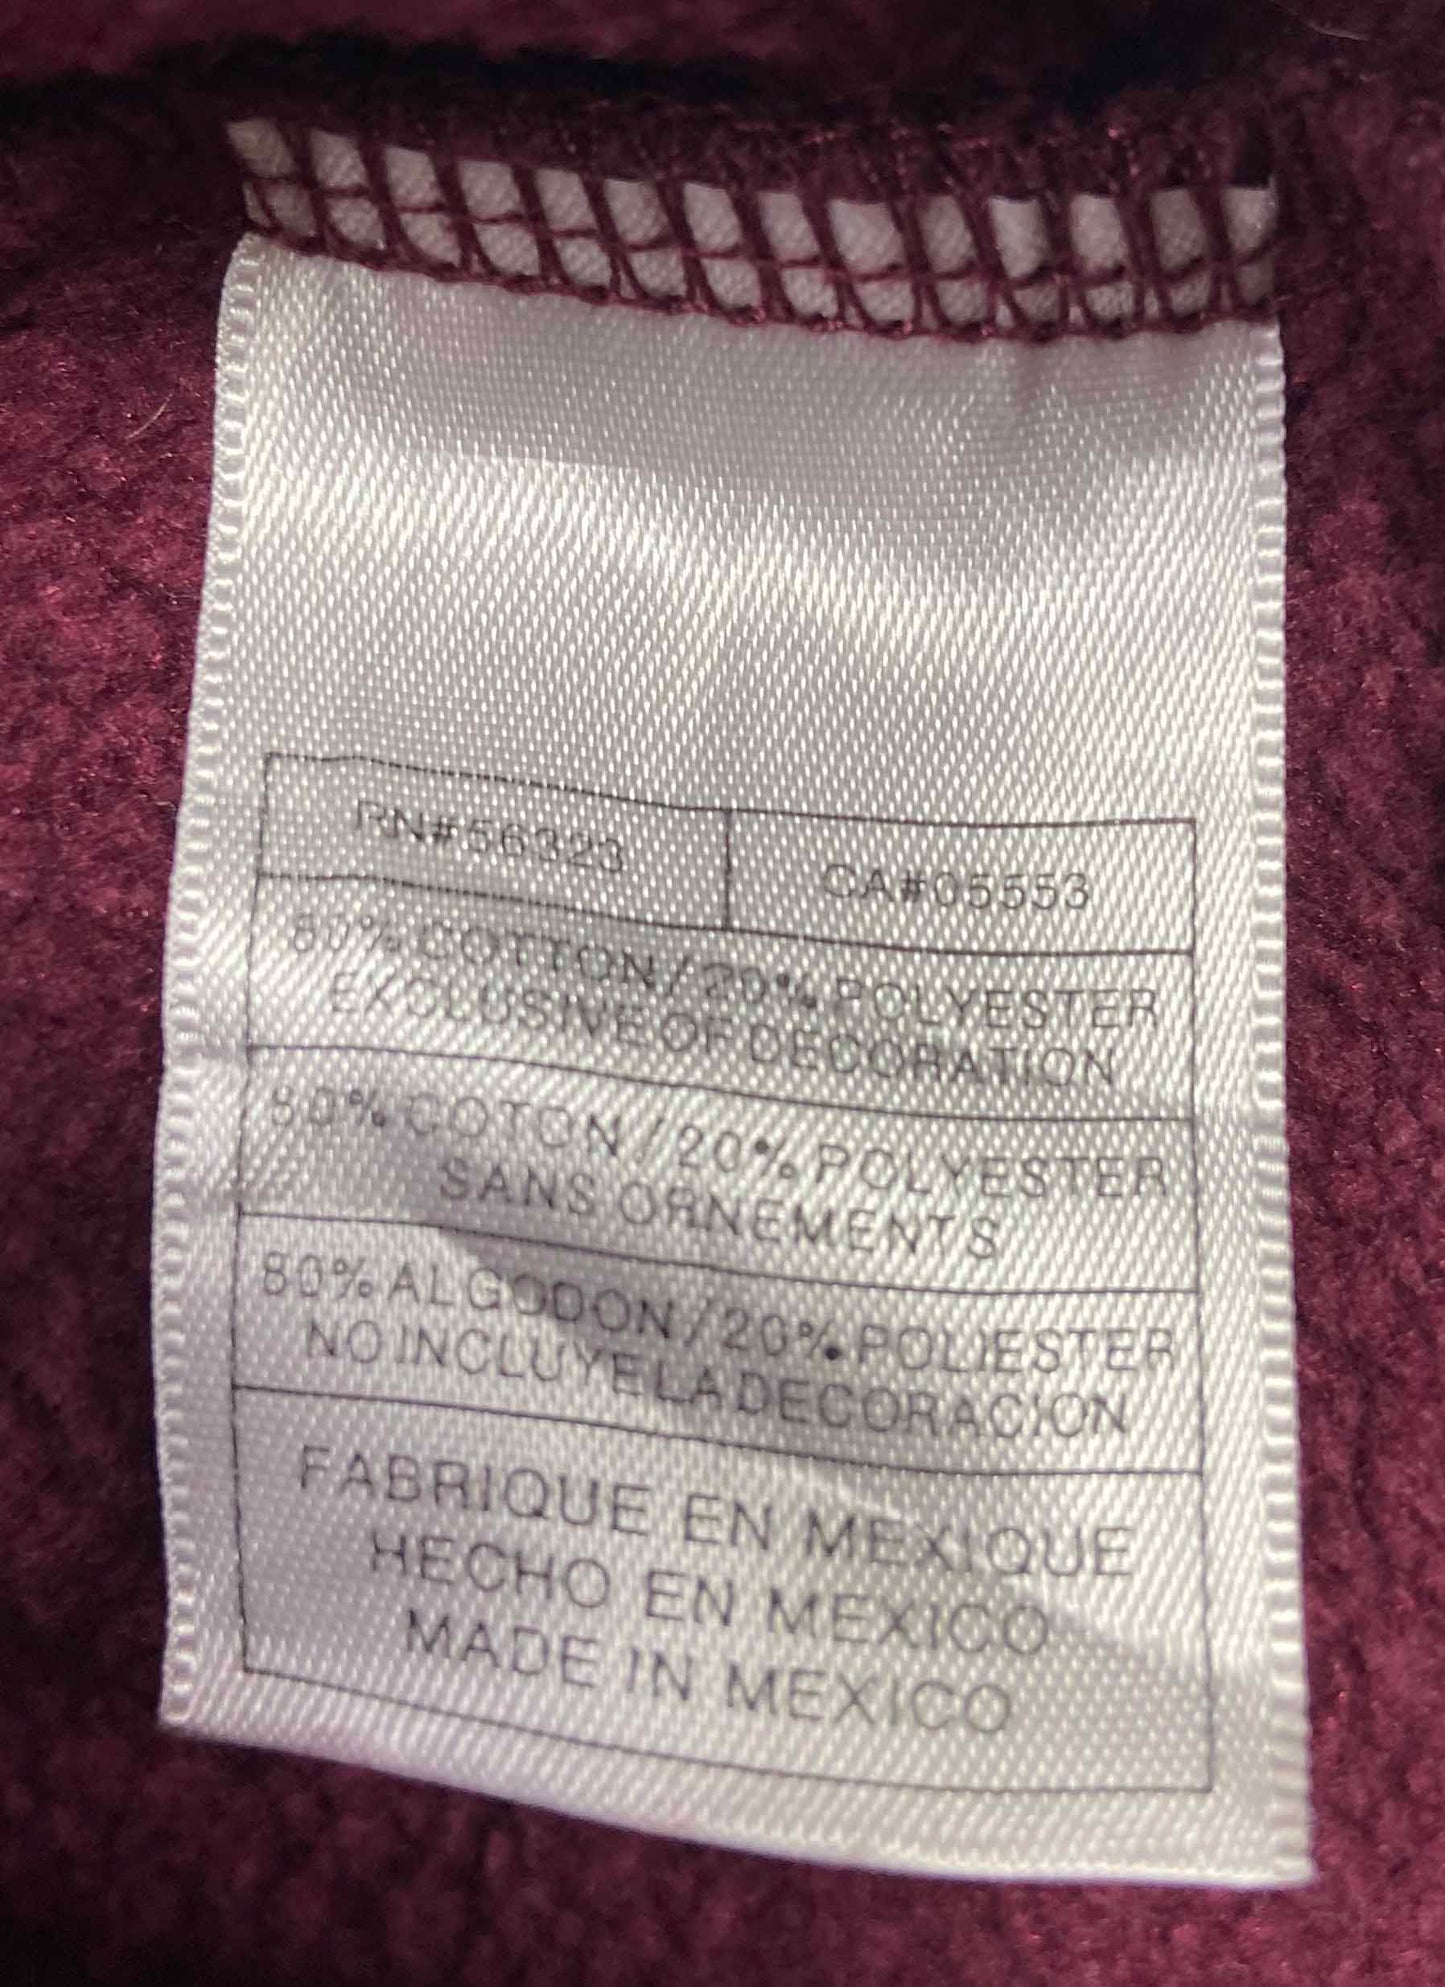 RN#56323
CA#05553
80% COTTON / 20% POLYESTER
EXCLUSIVE OF DECORATION
80% COTON / 20% POLYESTER
SANS ORNEMENTS
80% ALGODON / 20% POLIESTER
NO INCLUYE LA DECORACION
FABRIQUE EN MEXIQUE
HECHO EN MEXICO
MADE IN MEXICO